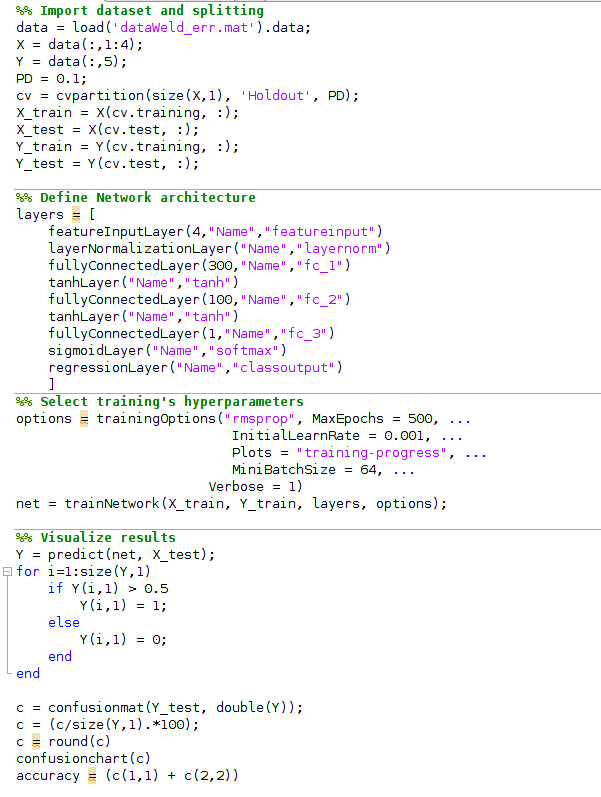 %% Import dataset and splitting
data = load('dataWeld_err.mat').data;
X = data(:,1:4);
Y = data(:,5);
PD = 0.1;
cv = cvpartition(size(X,1), 'Holdout', PD);
X_train = X(cv.training, :);
X_test = X(cv.test, :);
Y_train = Y(cv.training, :);
Y_test = Y(cv.test, :);
%% Define Network architecture
layers = [
featureInputLayer(4,"Name","featureinput")
layerNormalizationLayer("Name","layernorm")
fullyConnectedLayer(300,"Name","fc_1")
tanhLayer("Name","tanh")
fullyConnectedLayer(100,"Name","fc_2")
tanhLayer("Name","tanh")
fullyConnectedLayer(1,"Name","fc_3")
sigmoidLayer("Name","softmax")
regressionLayer("Name","classoutput")
]
%% Select training's hyperparameters
options = trainingOptions("rmsprop", MaxEpochs = 500, ...
InitialLearnRate = 0.001, ...
Plots = "training-progress", ...
MiniBatchSize = 64, ...
Verbose = 1)
net = trainNetwork(X_train, Y_train, layers, options);
%% Visualize results
Y = predict(net, X_test);
for i=1:size(Y,1)
if Y(i,1) > 0.5
Y(i,1) = 1;
else
Y(i,1) = 0;
end
end
c = confusionmat(Y_test, double(Y));
c = (c/size(Y,1).*100);
c = round(c)
confusionchart(c)
accuracy = (c(1,1) + c(2,2))